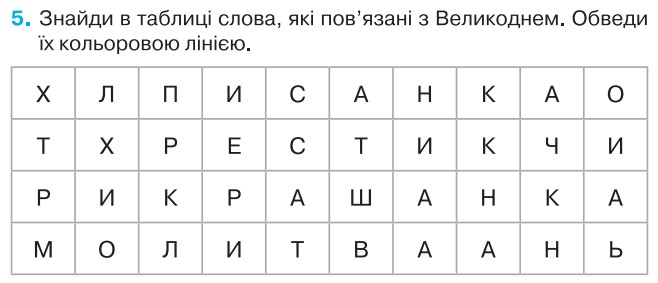 5. Знайди в таблиці слова, які пов’язані з Великоднем. Обведи
їх кольоровою лінією.
Х Л П И С А Н К А О
Т Х Р Е С Т И К Ч И
Р И К Р А Ш А Н К А
М О Л И Т В А А Н Ь